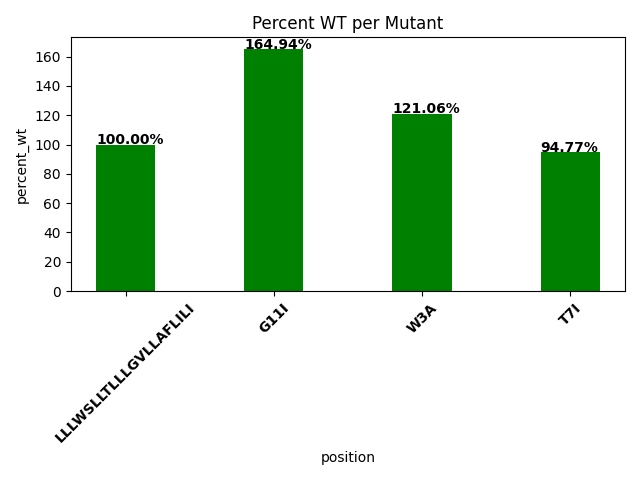 Percent WT per Mutant
percent_wt
160
140
120
100
80
60
40
20
0
100.00%
164.94%
121.06%
94.77%
LLLWSLLTLLLGVLLAFLILI
G11I
W3A
T7I
position